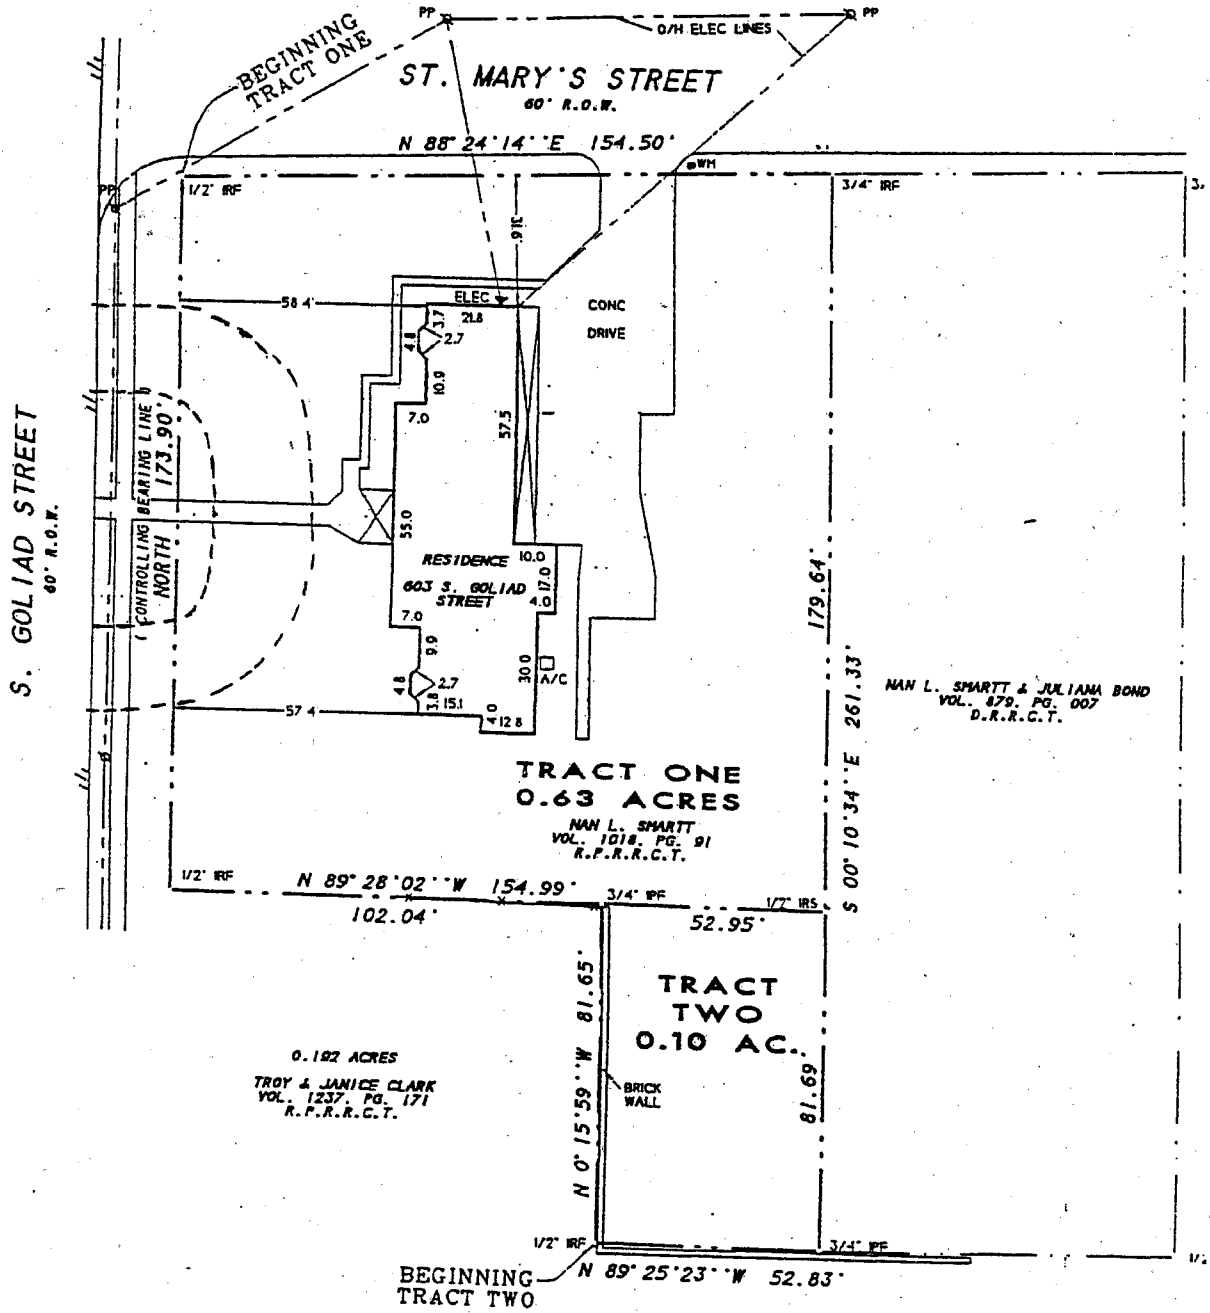 PP
PP
O/H ELEC LINES
BEGINNING
TRACT ONE
ST. MARY'S STREET
60' R.O.W.
N 88°24'14''E 154.50'
WM
PP
1/2" IRF
3/4" IRF
3/
31.6'
58.4'
ELEC
21.8
3.7
4.8
2.7
10.9
7.0
57.5
CONC
DRIVE
S. GOLIAD STREET
60' R.O.W.
( CONTROLLING BEARING LINE )
NORTH 173.90'
55.0
RESIDENCE
603 S. GOLIAD
STREET
10.0
17.0
4.0
7.0
9.9
4.8
2.7
3.8
15.1
30.0
A/C
57.4
4.0
12.8
179.64'
S 00°10'34''E 261.33'
NAN L. SMARTT & JULIANA BOND
VOL. 879, PG. 007
D.R.R.C.T.
TRACT ONE
0.63 ACRES
NAN L. SMARTT
VOL. 1018, PG. 91
R.P.R.R.C.T.
1/2" IRF
N 89°28'02''W 154.99'
3/4" IPF
1/2" IRS
102.04'
52.95'
N 0°15'59''W 81.65'
TRACT
TWO
0.10 AC.
81.69'
BRICK
WALL
0.192 ACRES
TROY & JANICE CLARK
VOL. 1237, PG. 171
R.P.R.R.C.T.
1/2" IRF
3/4" IPF
1/2
N 89°25'23''W 52.83'
BEGINNING
TRACT TWO